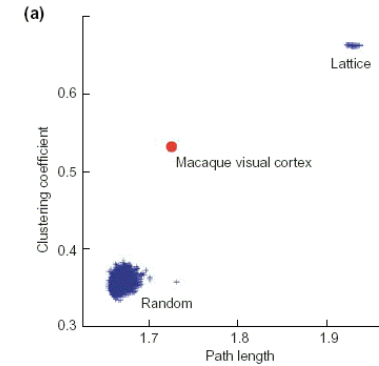 (a)
Clustering coefficient
0.6
0.5
0.4
0.3
Lattice
Macaque visual cortex
Random
1.7 1.8 1.9
Path length